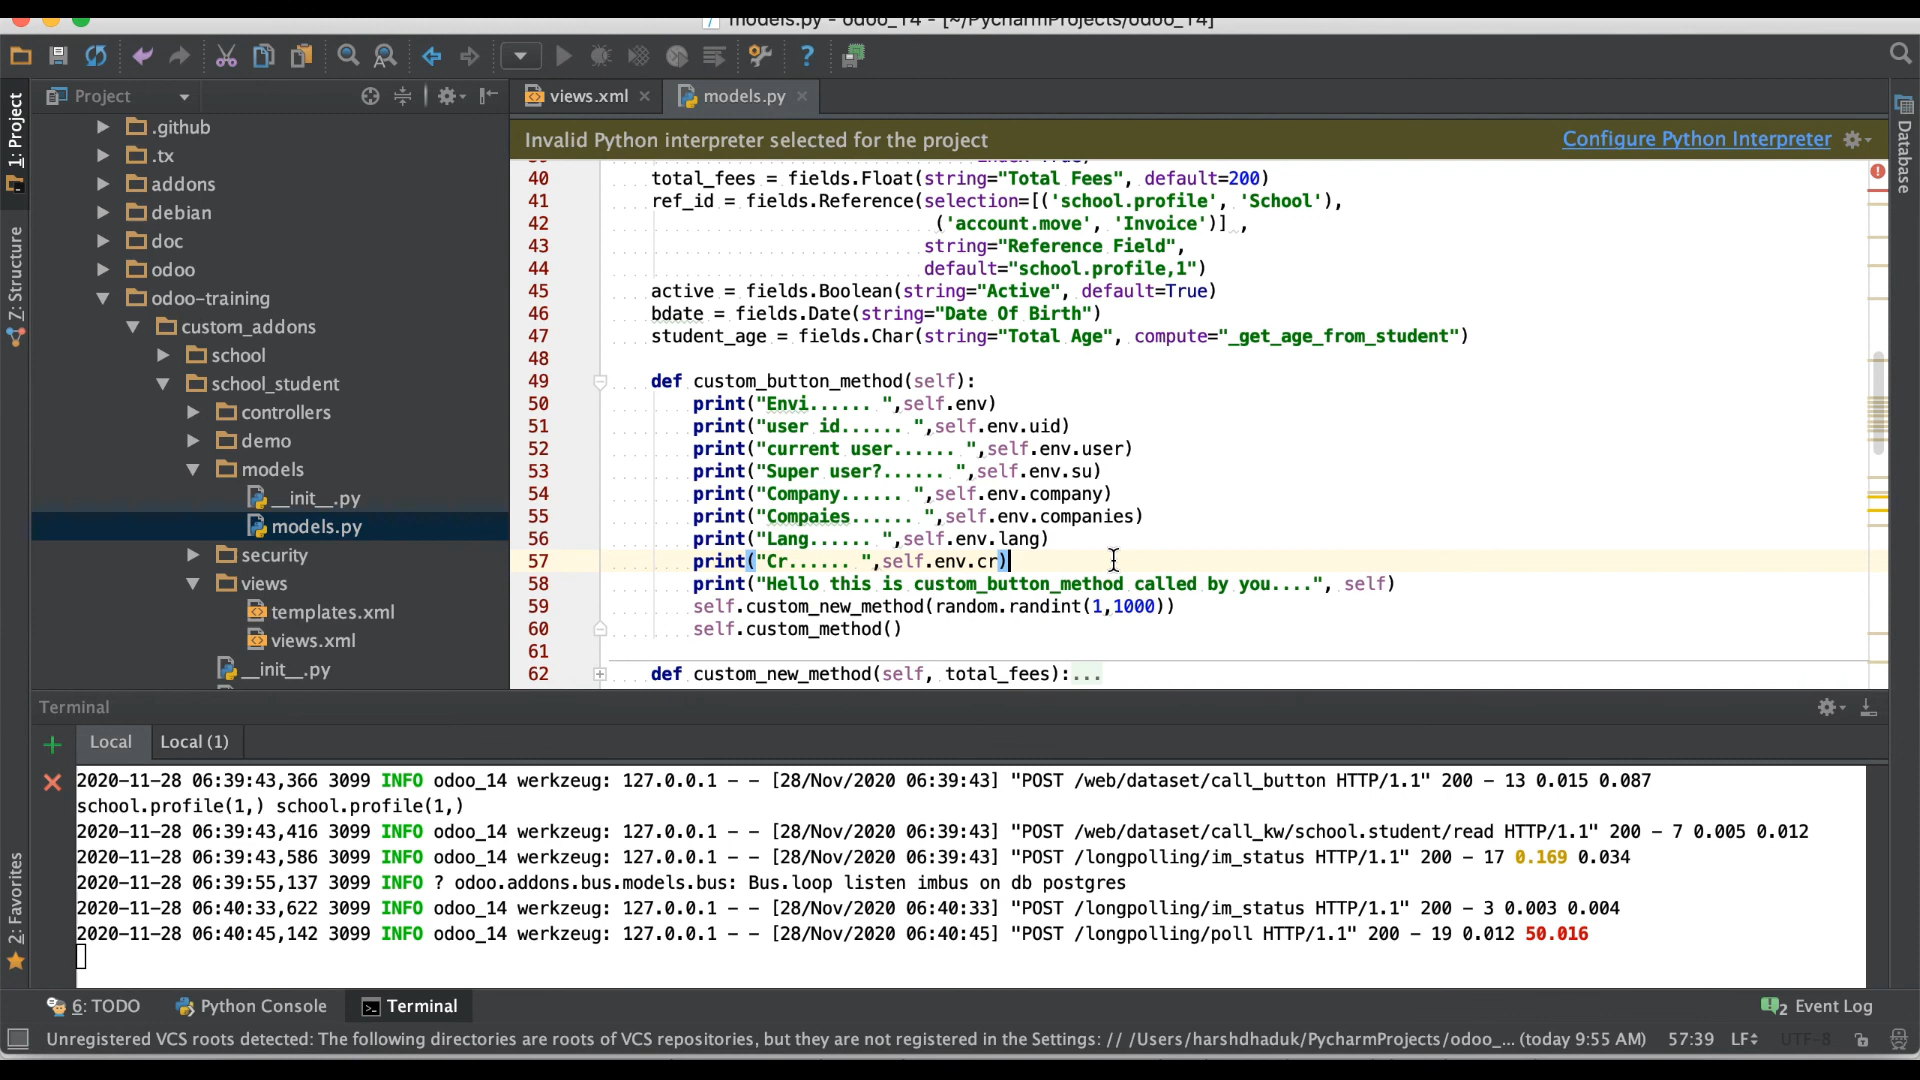 models.py - odoo_14 - [~/PycharmProjects/odoo_14]
Project
views.xml
models.py
1: Project
Z: Structure
2: Favorites
Database
Invalid Python interpreter selected for the project
Configure Python Interpreter
.github
.tx
addons
debian
doc
odoo
odoo-training
custom_addons
school
school_student
controllers
demo
models
__init__.py
models.py
security
views
templates.xml
views.xml
__init__.py
40 total_fees = fields.Float(string="Total Fees", default=200)
41 ref_id = fields.Reference(selection=[('school.profile', 'School'),
42 ('account.move', 'Invoice')] ,
43 string="Reference Field",
44 default="school.profile,1")
45 active = fields.Boolean(string="Active", default=True)
46 bdate = fields.Date(string="Date Of Birth")
47 student_age = fields.Char(string="Total Age", compute="_get_age_from_student")
48
49 def custom_button_method(self):
50 print("Envi...... ",self.env)
51 print("user id...... ",self.env.uid)
52 print("current user...... ",self.env.user)
53 print("Super user?...... ",self.env.su)
54 print("Company...... ",self.env.company)
55 print("Compaies...... ",self.env.companies)
56 print("Lang...... ",self.env.lang)
57 print("Cr...... ",self.env.cr)
58 print("Hello this is custom_button_method called by you....", self)
59 self.custom_new_method(random.randint(1,1000))
60 self.custom_method()
61
62 def custom_new_method(self, total_fees):...
Terminal
Local
Local (1)
2020-11-28 06:39:43,366 3099 INFO odoo_14 werkzeug: 127.0.0.1 - - [28/Nov/2020 06:39:43] "POST /web/dataset/call_button HTTP/1.1" 200 - 13 0.015 0.087
school.profile(1,) school.profile(1,)
2020-11-28 06:39:43,416 3099 INFO odoo_14 werkzeug: 127.0.0.1 - - [28/Nov/2020 06:39:43] "POST /web/dataset/call_kw/school.student/read HTTP/1.1" 200 - 7 0.005 0.012
2020-11-28 06:39:43,586 3099 INFO odoo_14 werkzeug: 127.0.0.1 - - [28/Nov/2020 06:39:43] "POST /longpolling/im_status HTTP/1.1" 200 - 17 0.169 0.034
2020-11-28 06:39:55,137 3099 INFO ? odoo.addons.bus.models.bus: Bus.loop listen imbus on db postgres
2020-11-28 06:40:33,622 3099 INFO odoo_14 werkzeug: 127.0.0.1 - - [28/Nov/2020 06:40:33] "POST /longpolling/im_status HTTP/1.1" 200 - 3 0.003 0.004
2020-11-28 06:40:45,142 3099 INFO odoo_14 werkzeug: 127.0.0.1 - - [28/Nov/2020 06:40:45] "POST /longpolling/poll HTTP/1.1" 200 - 19 0.012 50.016
6: TODO
Python Console
Terminal
2 Event Log
Unregistered VCS roots detected: The following directories are roots of VCS repositories, but they are not registered in the Settings: // /Users/harshdhaduk/PycharmProjects/odoo_... (today 9:55 AM)
57:39
LF
UTF-8